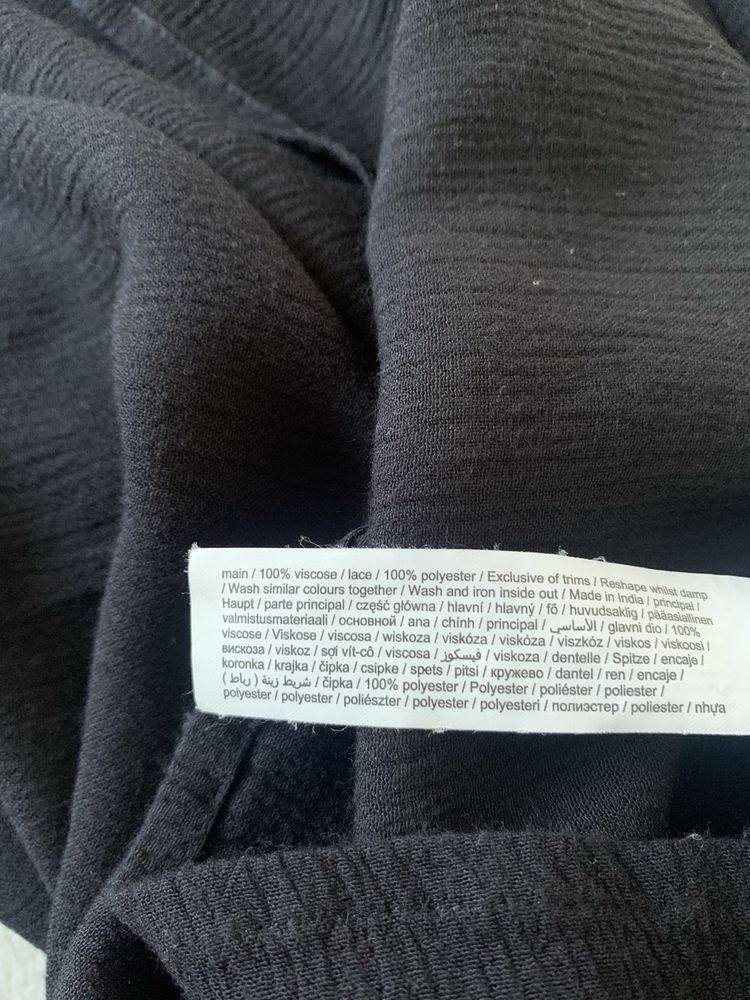 main / 100% viscose / lace / 100% polyester / Exclusive of trims / Reshape whilst damp
/ Wash similar colours together / Wash and iron inside out / Made in India / principal /
Haupt / parte principal / część główna / hlavní / hlavný / fő / huvudsaklig / pääasiallinen
valmistusmateriaali / основной / ana / chính / principal / الأساسي / glavni dio / 100%
viscose / Viskose / viscosa / wiskoza / viskóza / viskóza / viszkóz / viskos / viskoosi /
вискоза / viskoz / sợi vít-cô / viscosa / فيسكوز / viskoza / dentelle / Spitze / encaje /
koronka / krajka / čipka / csipke / spets / pitsi / кружево / dantel / ren / encaje /
شريط زينة ( رباط ) / čipka / 100% polyester / Polyester / poliéster / poliester /
polyester / polyester / poliészter / polyester / polyesteri / полиэстер / poliester / nhựa